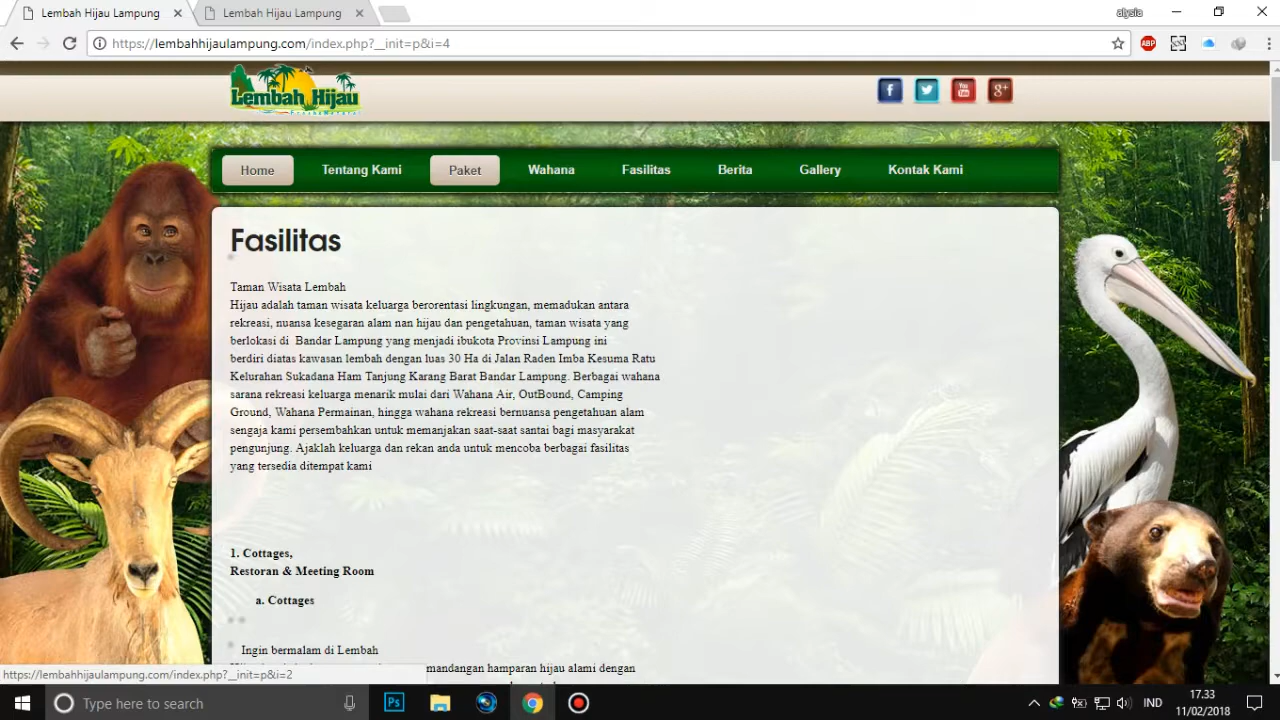 Lembah Hijau Lampung
Lembah Hijau Lampung
alysia
https://lembahhijaulampung.com/index.php?__init=p&i=4
ABP
Lembah Hijau
f
You
g+
Home
Tentang Kami
Paket
Wahana
Fasilitas
Berita
Gallery
Kontak Kami
Fasilitas
Taman Wisata Lembah
Hijau adalah taman wisata keluarga berorentasi lingkungan, memadukan antara
rekreasi, nuansa kesegaran alam nan hijau dan pengetahuan, taman wisata yang
berlokasi di Bandar Lampung yang menjadi ibukota Provinsi Lampung ini
berdiri diatas kawasan lembah dengan luas 30 Ha di Jalan Raden Imba Kesuma Ratu
Kelurahan Sukadana Ham Tanjung Karang Barat Bandar Lampung. Berbagai wahana
sarana rekreasi keluarga menarik mulai dari Wahana Air, OutBound, Camping
Ground, Wahana Permainan, hingga wahana rekreasi bernuansa pengetahuan alam
sengaja kami persembahkan untuk memanjakan saat-saat santai bagi masyarakat
pengunjung. Ajaklah keluarga dan rekan anda untuk mencoba berbagai fasilitas
yang tersedia ditempat kami
1. Cottages,
Restoran & Meeting Room
a. Cottages
Ingin bermalam di Lembah
mandangan hamparan hijau alami dengan
https://lembahhijaulampung.com/index.php?__init=p&i=2
Type here to search
Ps
IND
17.33
11/02/2018